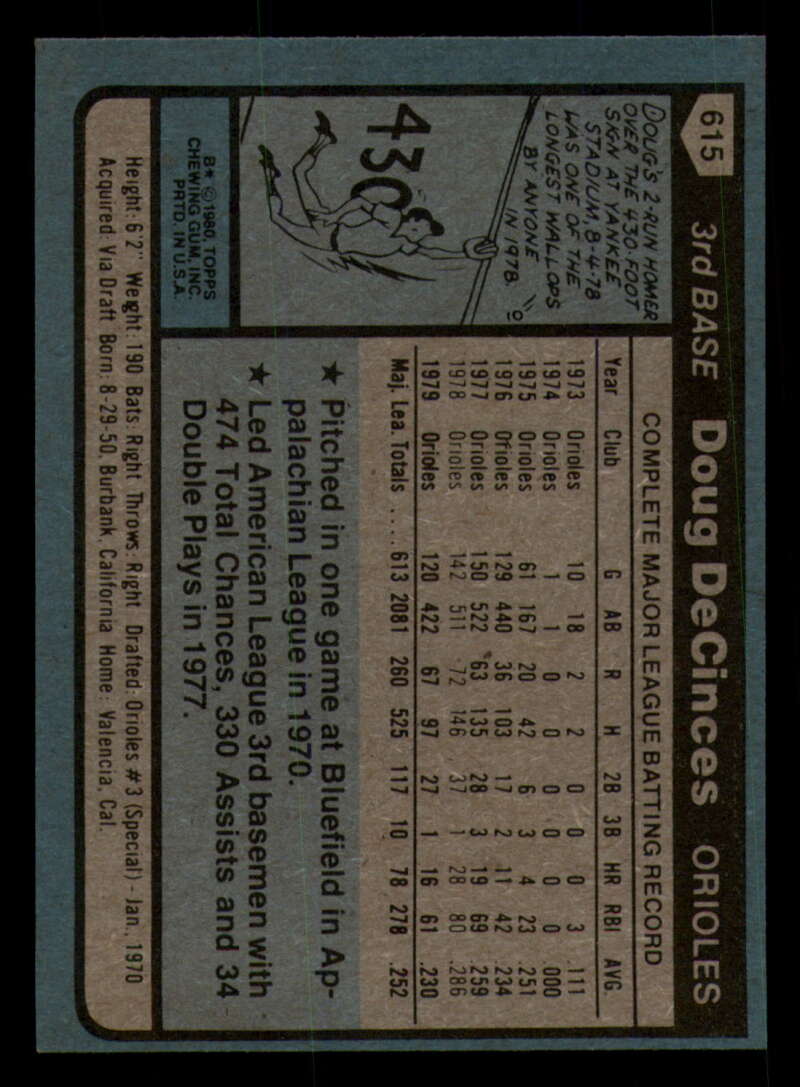 615
3rd BASE Doug DeCinces ORIOLES
DOUG'S 2-RUN HOMER
OVER THE 430-FOOT
SIGN AT YANKEE
STADIUM, 8-4-78
WAS ONE OF THE
LONGEST WALLOPS
BY ANYONE
IN 1978.
430
B* © 1980, TOPPS
CHEWING GUM, INC.
PRTD. IN U.S.A.
COMPLETE MAJOR LEAGUE BATTING RECORD
Year Club G AB R H 2B 3B HR RBI AVG.
1973 Orioles 10 18 2 2 0 0 0 3 .111
1974 Orioles 1 1 0 0 0 0 0 0 .000
1975 Orioles 61 167 20 42 6 3 4 23 .251
1976 Orioles 129 440 36 103 17 2 11 42 .234
1977 Orioles 150 522 63 135 28 3 19 69 .259
1978 Orioles 142 511 72 146 37 1 28 80 .286
1979 Orioles 120 422 67 97 27 1 16 61 .230
Maj. Lea. Totals .... 613 2081 260 525 117 10 78 278 .252
★ Pitched in one game at Bluefield in Ap-
palachian League in 1970.
★ Led American League 3rd basemen with
474 Total Chances, 330 Assists and 34
Double Plays in 1977.
Height: 6'2" Weight: 190 Bats: Right Throws: Right Drafted: Orioles #3 (Special) - Jan., 1970
Acquired: Via Draft Born: 8-29-50, Burbank, California Home: Valencia, Cal.